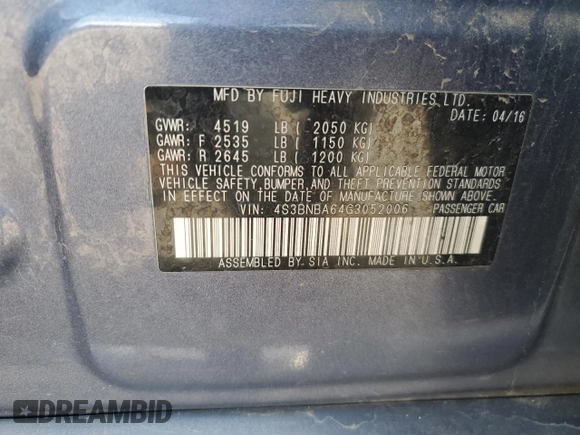 MFD BY FUJI HEAVY INDUSTRIES LTD.
DATE: 04/16
GVWR: 4519 LB ( 2050 KG)
GAWR: F 2535 LB ( 1150 KG)
GAWR: R 2645 LB ( 1200 KG)
THIS VEHICLE CONFORMS TO ALL APPLICABLE FEDERAL MOTOR
VEHICLE SAFETY, BUMPER, AND THEFT PREVENTION
STANDARDS IN EFFECT ON THE DATE OF MANUFACTURE SHOWN ABOVE.
VIN: 4S3BNBA64G3052006 PASSENGER CAR
ASSEMBLED BY SIA INC. MADE IN U.S.A.
DREAMBID